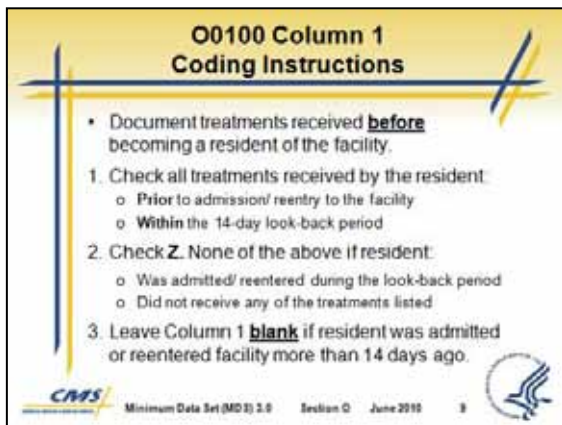 O0100 Column 1
Coding Instructions
• Document treatments received before
becoming a resident of the facility.
1. Check all treatments received by the resident:
o Prior to admission/ reentry to the facility
o Within the 14-day look-back period
2. Check Z. None of the above if resident:
o Was admitted/ reentered during the look-back period
o Did not receive any of the treatments listed
3. Leave Column 1 blank if resident was admitted
or reentered facility more than 14 days ago.
CMS
Minimum Data Set (MDS) 3.0 Section O June 2010 9